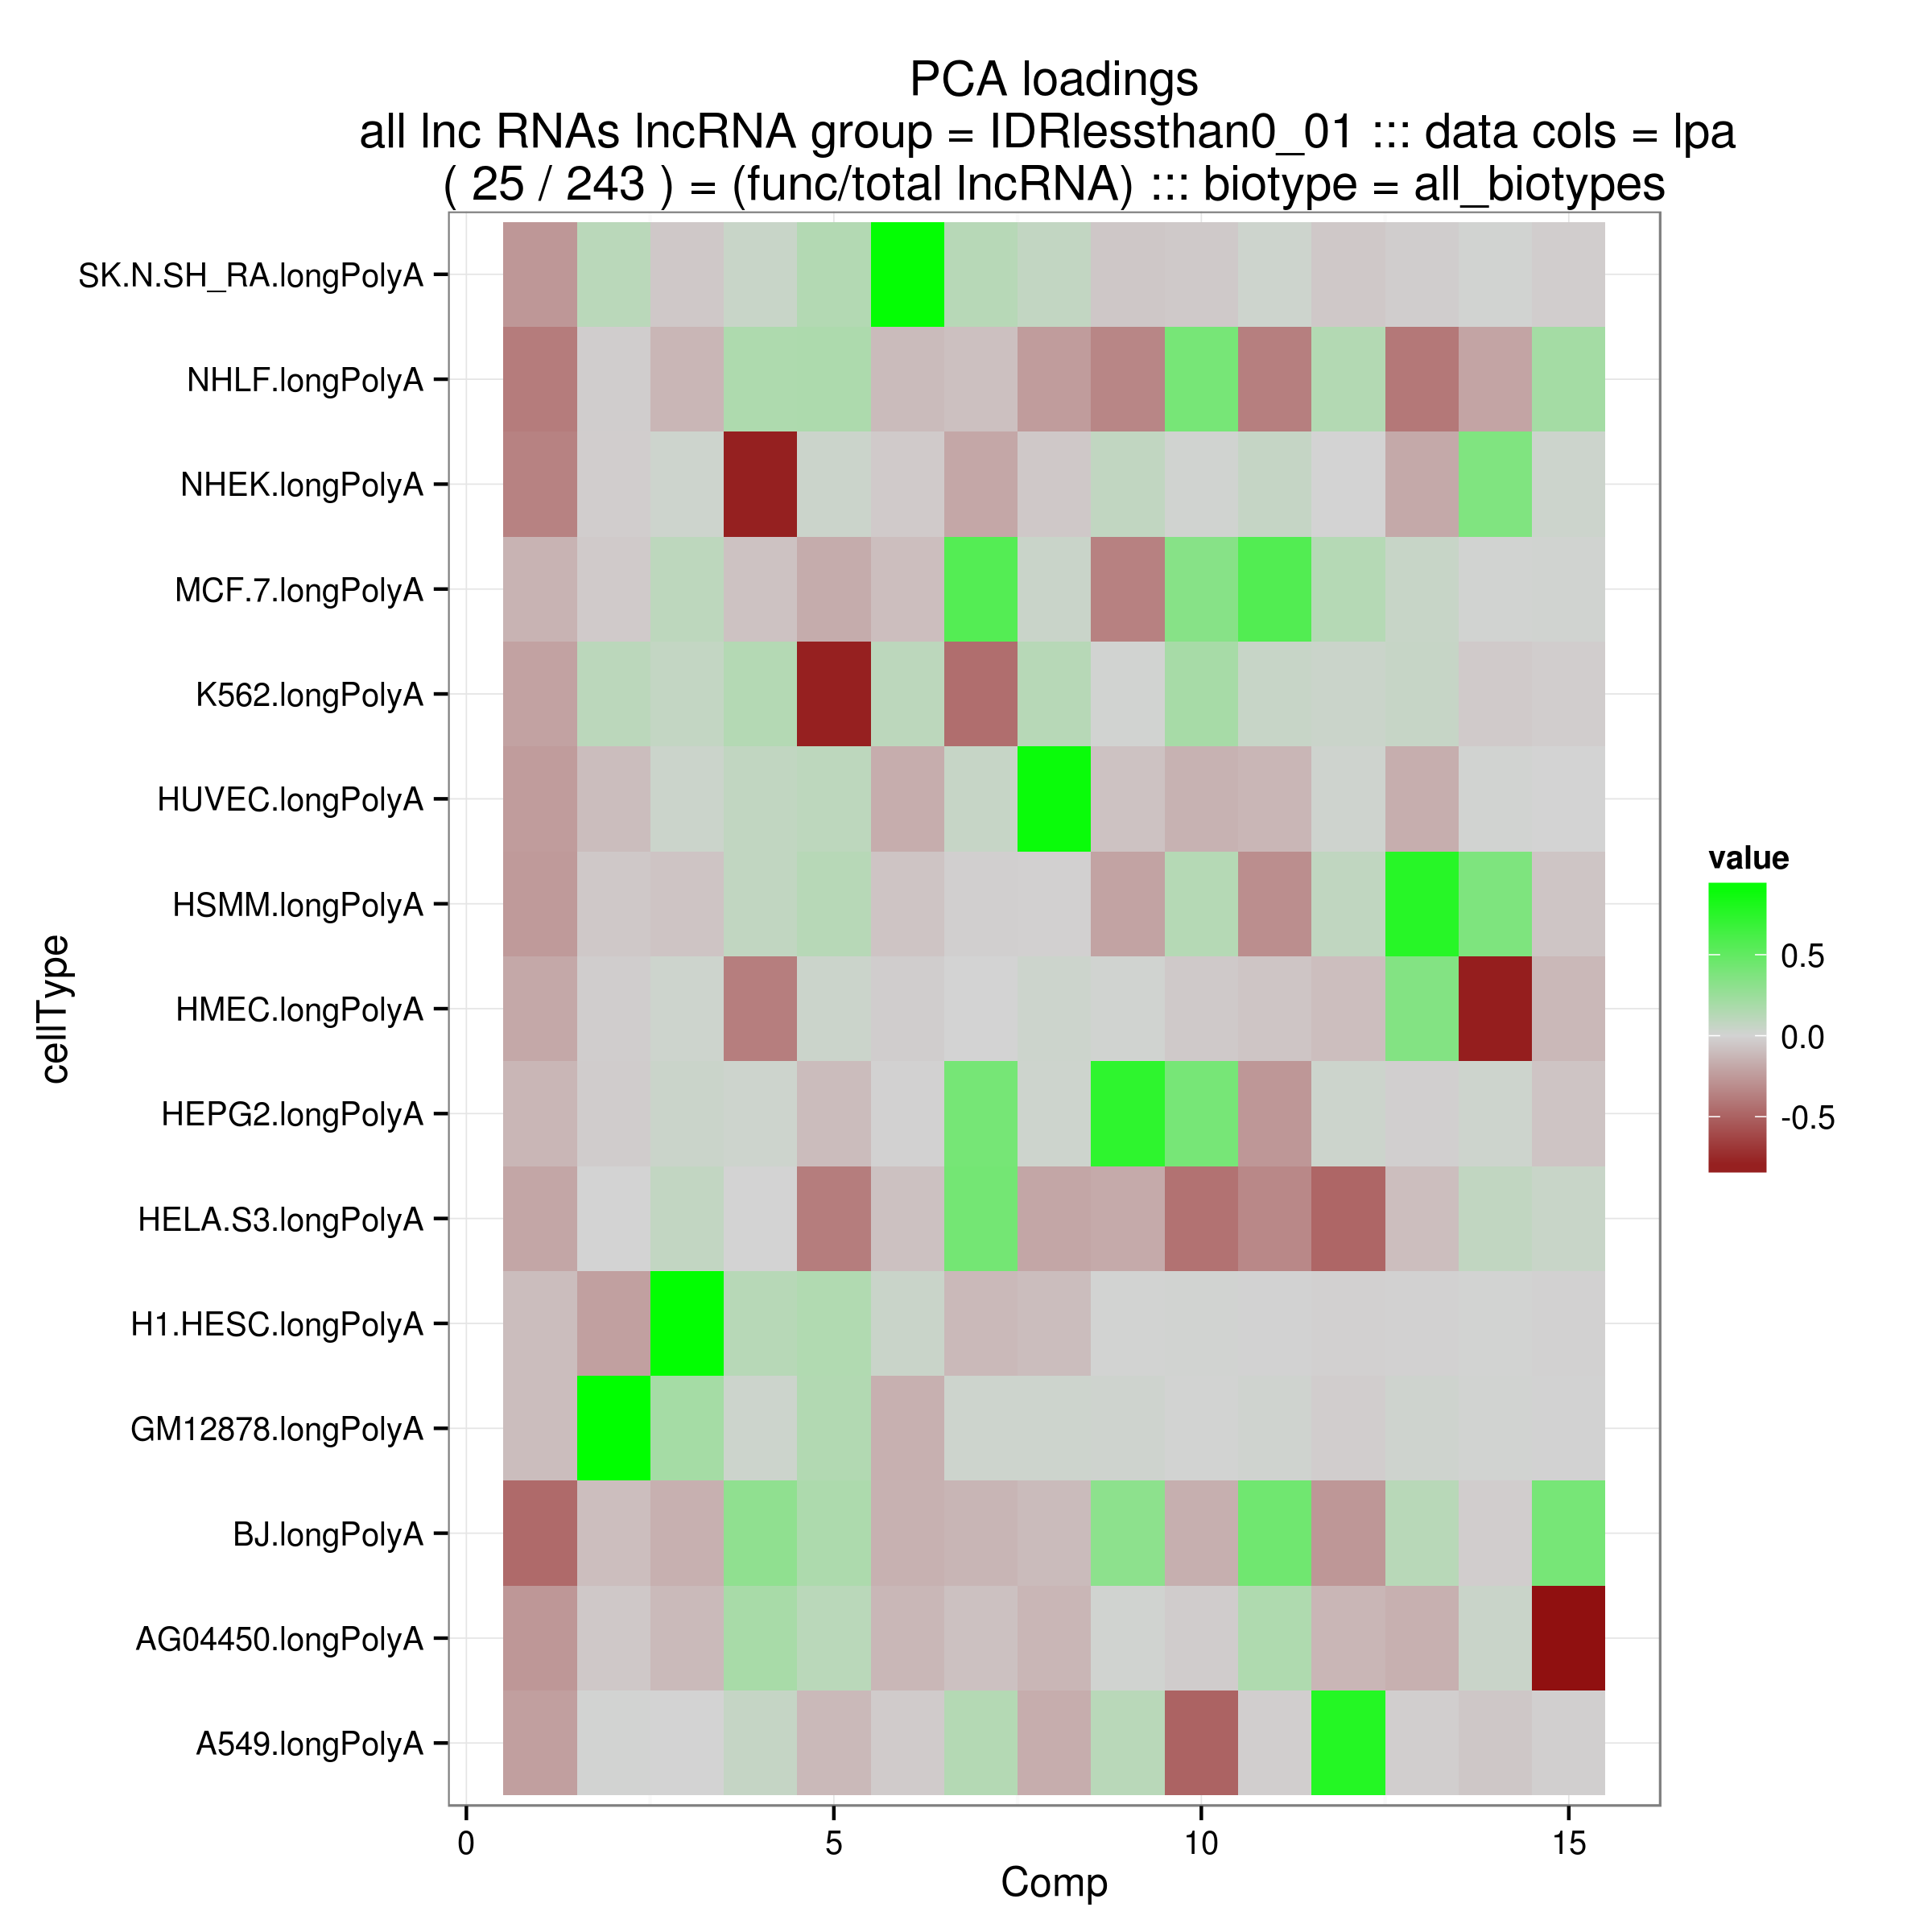 PCA loadings
all lnc RNAs lncRNA group = IDRlessthan0_01 ::: data cols = lpa
( 25 / 243 ) = (func/total lncRNA) ::: biotype = all_biotypes
SK.N.SH_RA.longPolyA
NHLF.longPolyA
NHEK.longPolyA
MCF.7.longPolyA
K562.longPolyA
HUVEC.longPolyA
HSMM.longPolyA
HMEC.longPolyA
HEPG2.longPolyA
HELA.S3.longPolyA
H1.HESC.longPolyA
GM12878.longPolyA
BJ.longPolyA
AG04450.longPolyA
A549.longPolyA
cellType
0 5 10 15
Comp
value
0.5
0.0
-0.5